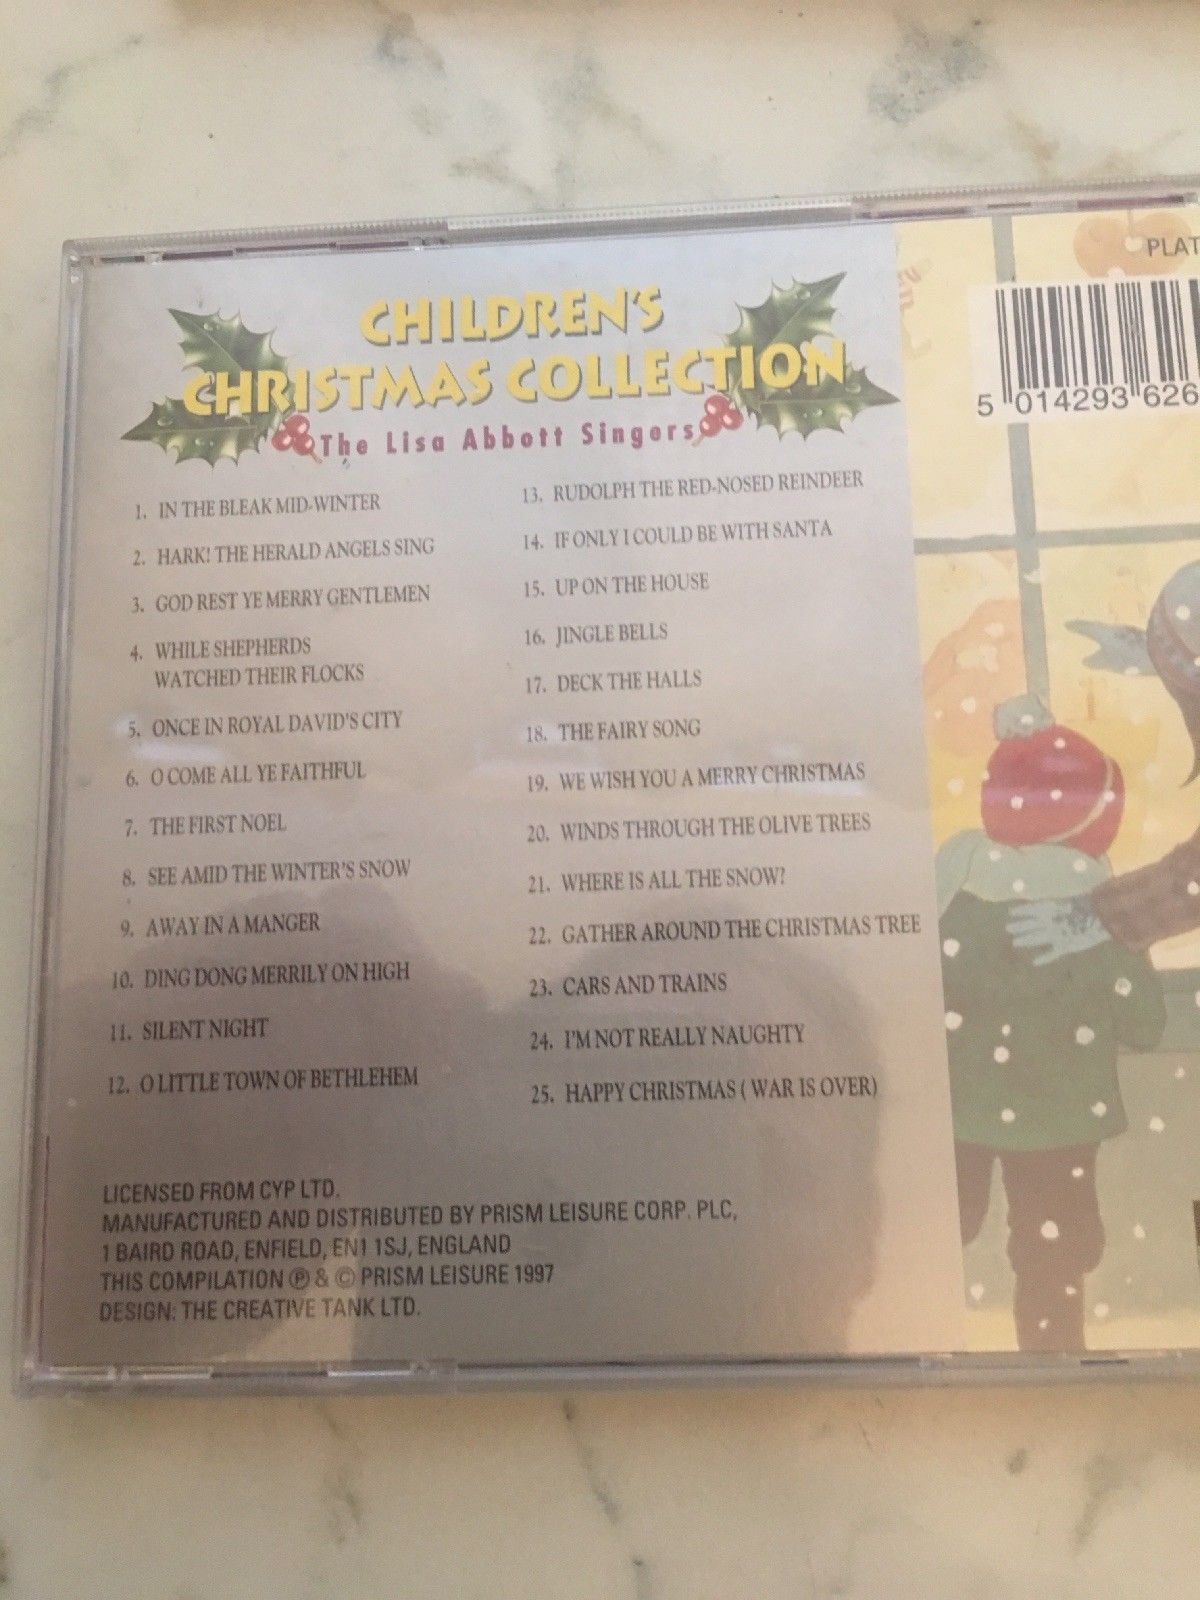 CHILDREN'S
CHRISTMAS COLLECTION
The Lisa Abbott Singers
1. IN THE BLEAK MID-WINTER
2. HARK! THE HERALD ANGELS SING
3. GOD REST YE MERRY GENTLEMEN
4. WHILE SHEPHERDS
WATCHED THEIR FLOCKS
5. ONCE IN ROYAL DAVID'S CITY
6. O COME ALL YE FAITHFUL
7. THE FIRST NOEL
8. SEE AMID THE WINTER'S SNOW
9. AWAY IN A MANGER
10. DING DONG MERRILY ON HIGH
11. SILENT NIGHT
12. O LITTLE TOWN OF BETHLEHEM
13. RUDOLPH THE RED-NOSED REINDEER
14. IF ONLY I COULD BE WITH SANTA
15. UP ON THE HOUSE
16. JINGLE BELLS
17. DECK THE HALLS
18. THE FAIRY SONG
19. WE WISH YOU A MERRY CHRISTMAS
20. WINDS THROUGH THE OLIVE TREES
21. WHERE IS ALL THE SNOW?
22. GATHER AROUND THE CHRISTMAS TREE
23. CARS AND TRAINS
24. I'M NOT REALLY NAUGHTY
25. HAPPY CHRISTMAS ( WAR IS OVER)
LICENSED FROM CYP LTD.
MANUFACTURED AND DISTRIBUTED BY PRISM LEISURE CORP. PLC,
1 BAIRD ROAD, ENFIELD, EN1 1SJ, ENGLAND
THIS COMPILATION ℗ & © PRISM LEISURE 1997
DESIGN: THE CREATIVE TANK LTD.
PLAT
5 014293 626